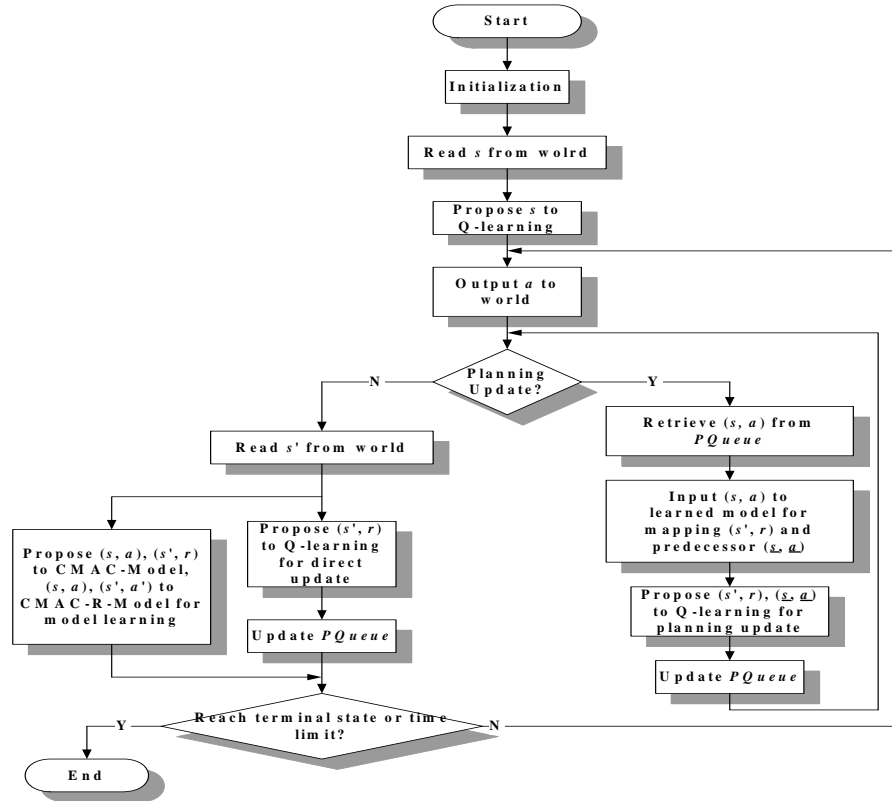 Start
Initialization
Read s from wolrd
Propose s to
Q-learning
Output a to
world
Planning
Update?
N
Y
Read s' from world
Propose (s, a), (s', r)
to CMAC-Model,
(s, a), (s', a') to
CMAC-R-Model for
model learning
Propose (s', r)
to Q-learning
for direct
update
Update PQueue
Retrieve (s, a) from
PQueue
Input (s, a) to
learned model for
mapping (s', r) and
predecessor (s, a)
Propose (s', r), (s, a)
to Q-learning for
planning update
Update PQueue
Reach terminal state or time
limit?
Y
N
End